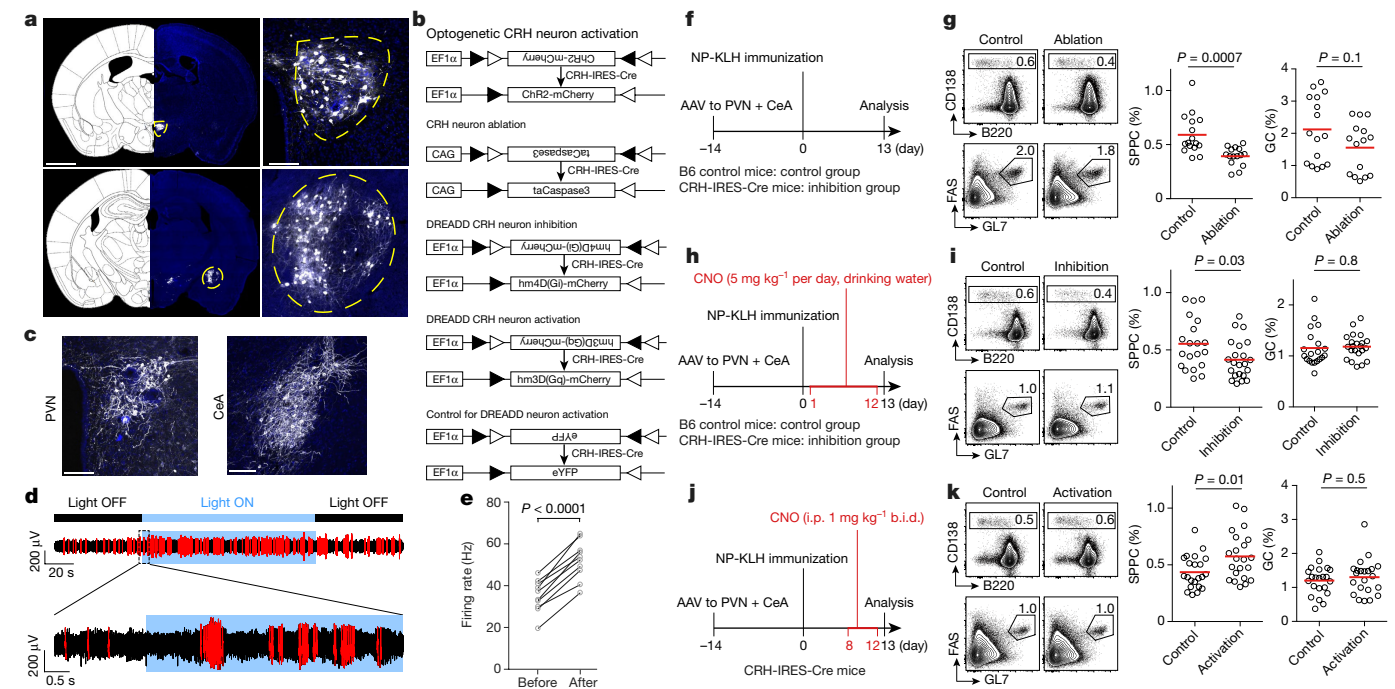 a
b
Optogenetic CRH neuron activation
EF1α
ChR2-mCherry
CRH-IRES-Cre
EF1α
ChR2-mCherry
CRH neuron ablation
CAG
taCaspase3
CRH-IRES-Cre
CAG
taCaspase3
DREADD CRH neuron inhibition
EF1α
hm4D(Gi)-mCherry
CRH-IRES-Cre
EF1α
hm4D(Gi)-mCherry
DREADD CRH neuron activation
EF1α
hm3D(Gq)-mCherry
CRH-IRES-Cre
EF1α
hm3D(Gq)-mCherry
Control for DREADD neuron activation
EF1α
eYFP
CRH-IRES-Cre
EF1α
eYFP
c
PVN
CeA
d
Light OFF
Light ON
Light OFF
200 μV
20 s
200 μV
0.5 s
e
P < 0.0001
Firing rate (Hz)
80
60
40
20
0
Before
After
f
NP-KLH immunization
AAV to PVN + CeA
Analysis
−14
0
13 (day)
B6 control mice: control group
CRH-IRES-Cre mice: inhibition group
g
Control
Ablation
0.6
0.4
CD138
B220
2.0
1.8
FAS
GL7
P = 0.0007
SPPC (%)
1.0
0.5
0
Control
Ablation
P = 0.1
GC (%)
4
3
2
1
0
Control
Ablation
h
CNO (5 mg kg⁻¹ per day, drinking water)
NP-KLH immunization
AAV to PVN + CeA
Analysis
−14
0
1
12
13 (day)
B6 control mice: control group
CRH-IRES-Cre mice: inhibition group
i
Control
Inhibition
0.6
0.4
CD138
B220
1.0
1.1
FAS
GL7
P = 0.03
SPPC (%)
1.0
0.5
0
Control
Inhibition
P = 0.8
GC (%)
2
1
0
Control
Inhibition
j
CNO (i.p. 1 mg kg⁻¹ b.i.d.)
NP-KLH immunization
AAV to PVN + CeA
Analysis
−14
0
8
12
13 (day)
CRH-IRES-Cre mice
k
Control
Activation
0.5
0.6
CD138
B220
1.0
1.0
FAS
GL7
P = 0.01
SPPC (%)
1.0
0.5
0
Control
Activation
P = 0.5
GC (%)
4
3
2
1
0
Control
Activation